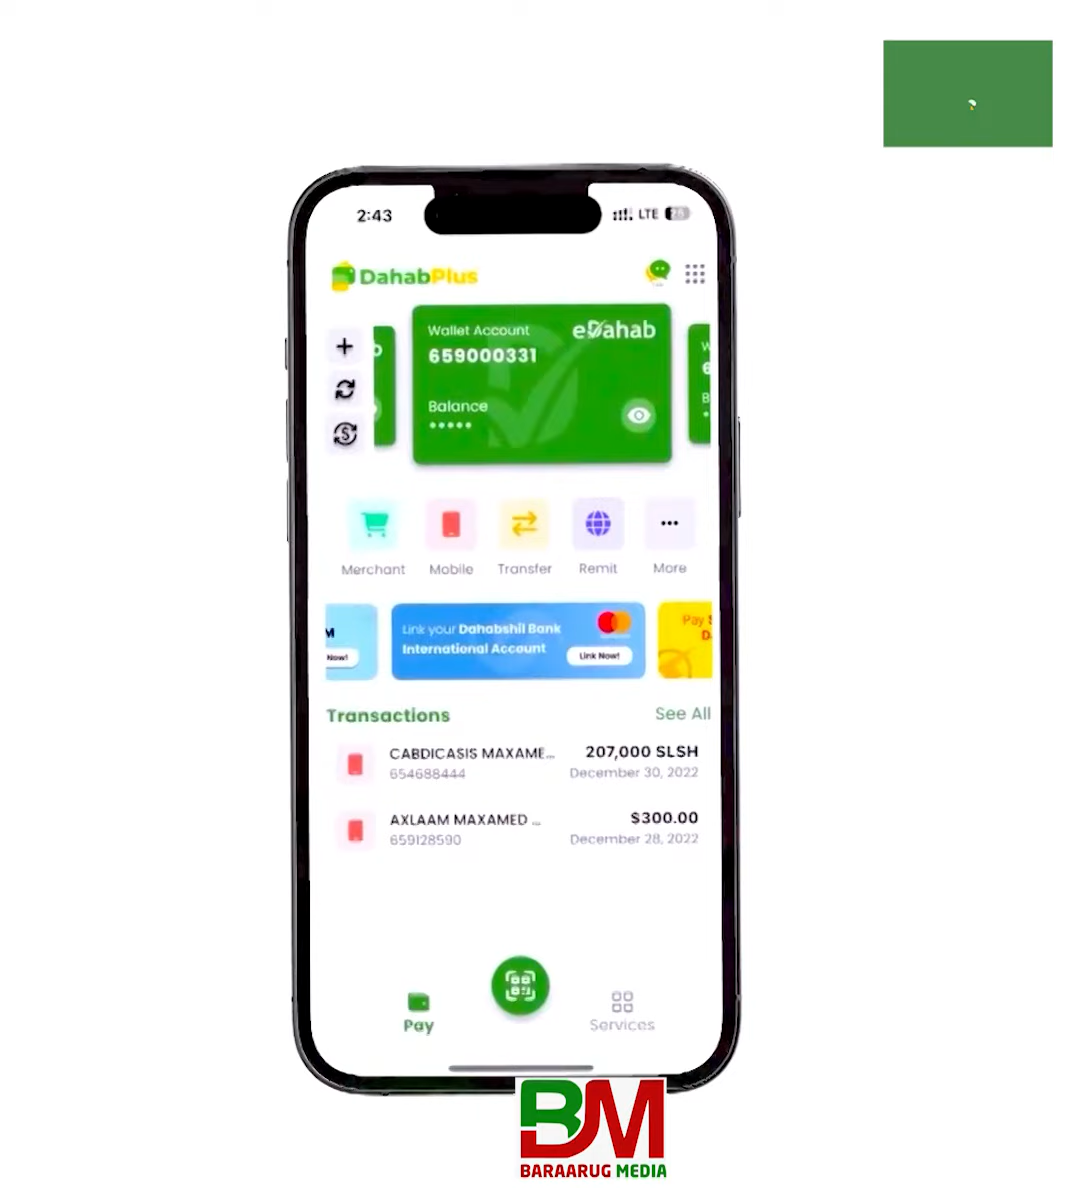 2:43
LTE
DahabPlus
Wallet Account
eDahab
659000331
Balance
Merchant
Mobile
Transfer
Remit
More
Link your Dahabshil Bank
International Account
Link Now!
Now!
Pay
Transactions
See All
CABDICASIS MAXAME...
207,000 SLSH
654688444
December 30, 2022
AXLAAM MAXAMED ...
$300.00
659128590
December 28, 2022
Pay
Services
BM
BARAARUG MEDIA